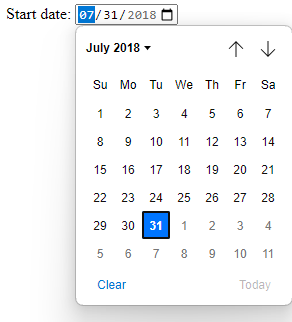 Start date: 07/31/2018
July 2018
Su Mo Tu We Th Fr Sa
1 2 3 4 5 6 7
8 9 10 11 12 13 14
15 16 17 18 19 20 21
22 23 24 25 26 27 28
29 30 31 1 2 3 4
5 6 7 8 9 10 11
Clear Today